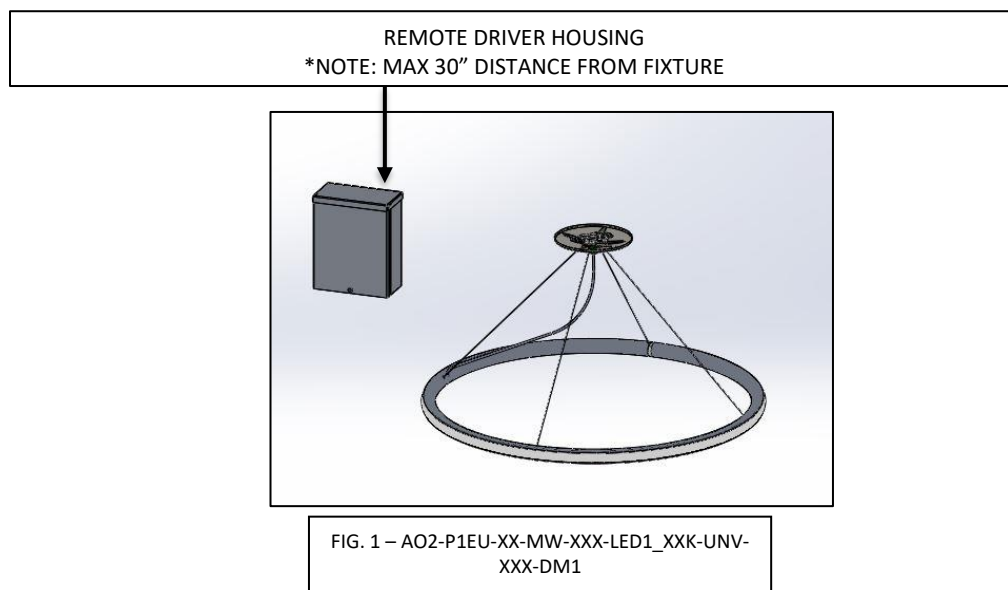 REMOTE DRIVER HOUSING
*NOTE: MAX 30” DISTANCE FROM FIXTURE
FIG. 1 – AO2-P1EU-XX-MW-XXX-LED1_XXK-UNV-
XXX-DM1